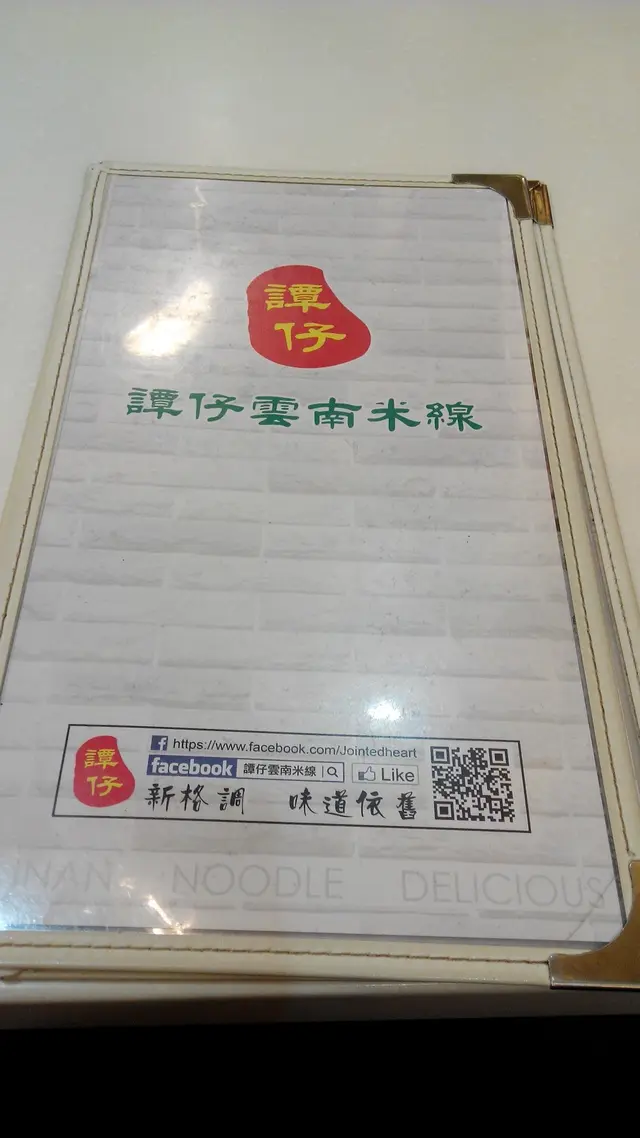 譚
仔
譚仔雲南米線
譚
仔
f https://www.facebook.com/Jointedheart
facebook 譚仔雲南米線 Like
新格調 味道依舊
UNAN NOODLE DELICIOUS